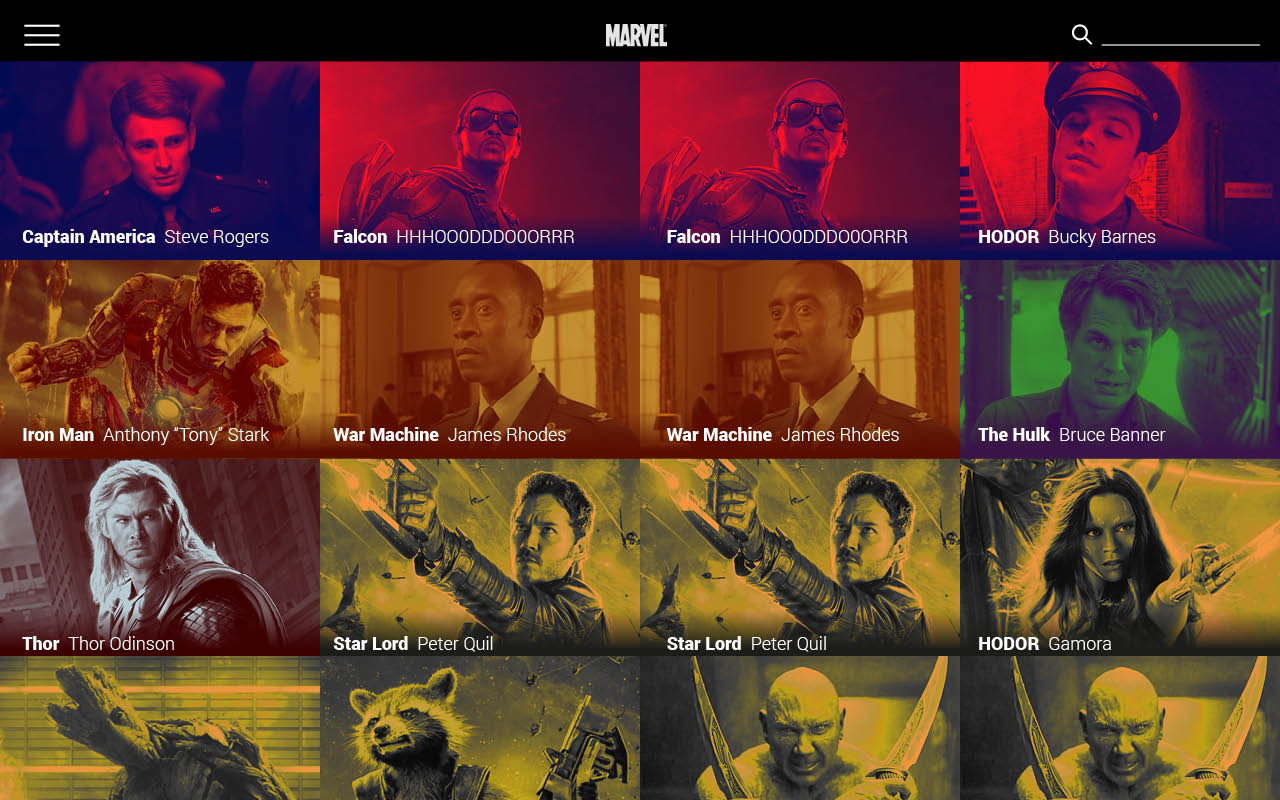 MARVEL
Captain America Steve Rogers
Falcon HHHOO0DDDO0ORRR
Falcon HHHOO0DDDO0ORRR
HODOR Bucky Barnes
Iron Man Anthony “Tony” Stark
War Machine James Rhodes
War Machine James Rhodes
The Hulk Bruce Banner
Thor Thor Odinson
Star Lord Peter Quil
Star Lord Peter Quil
HODOR Gamora